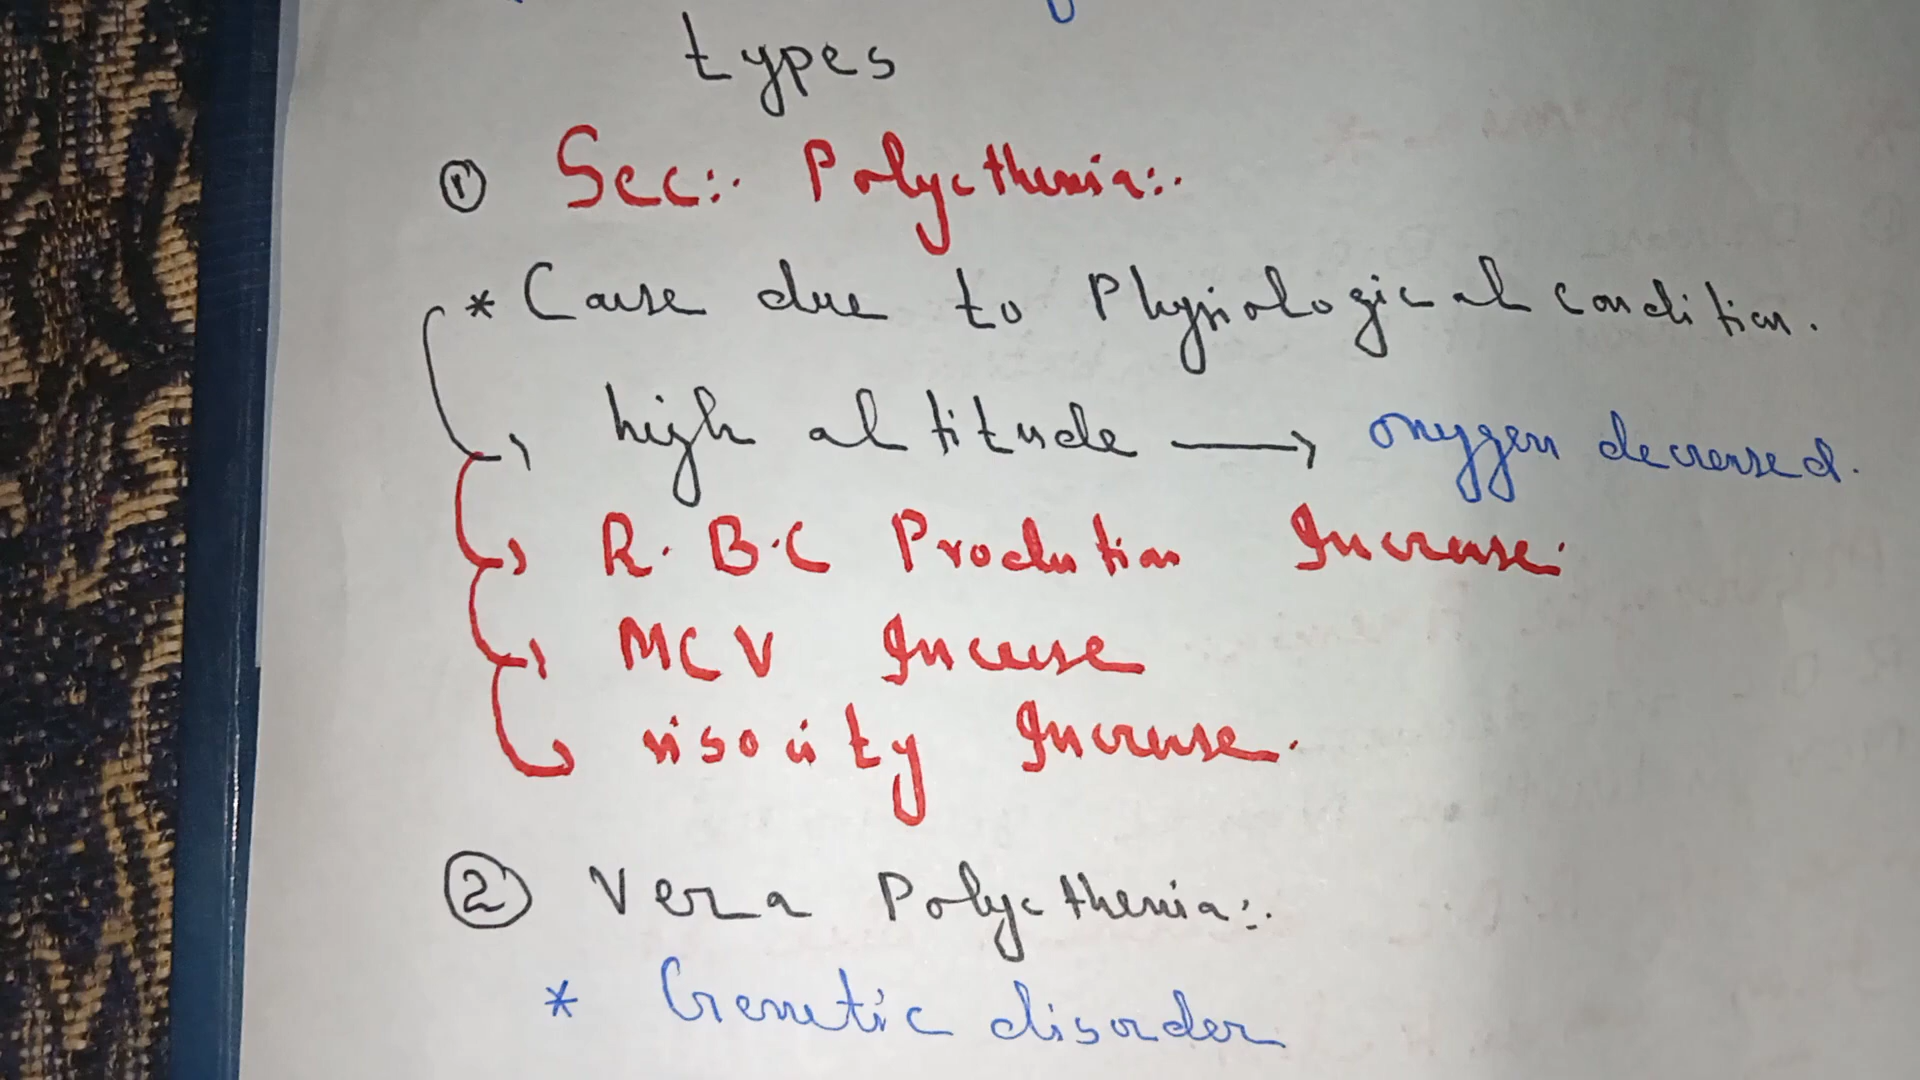 types
① Sec:. Polycthemia:.
* Cause due to Physiological condition.
high altitude → oxygen decreased.
R.B.C Production Increase.
MCV Increase
visocity Increase.
② Vera Polycthemia:.
* Genetic disorder